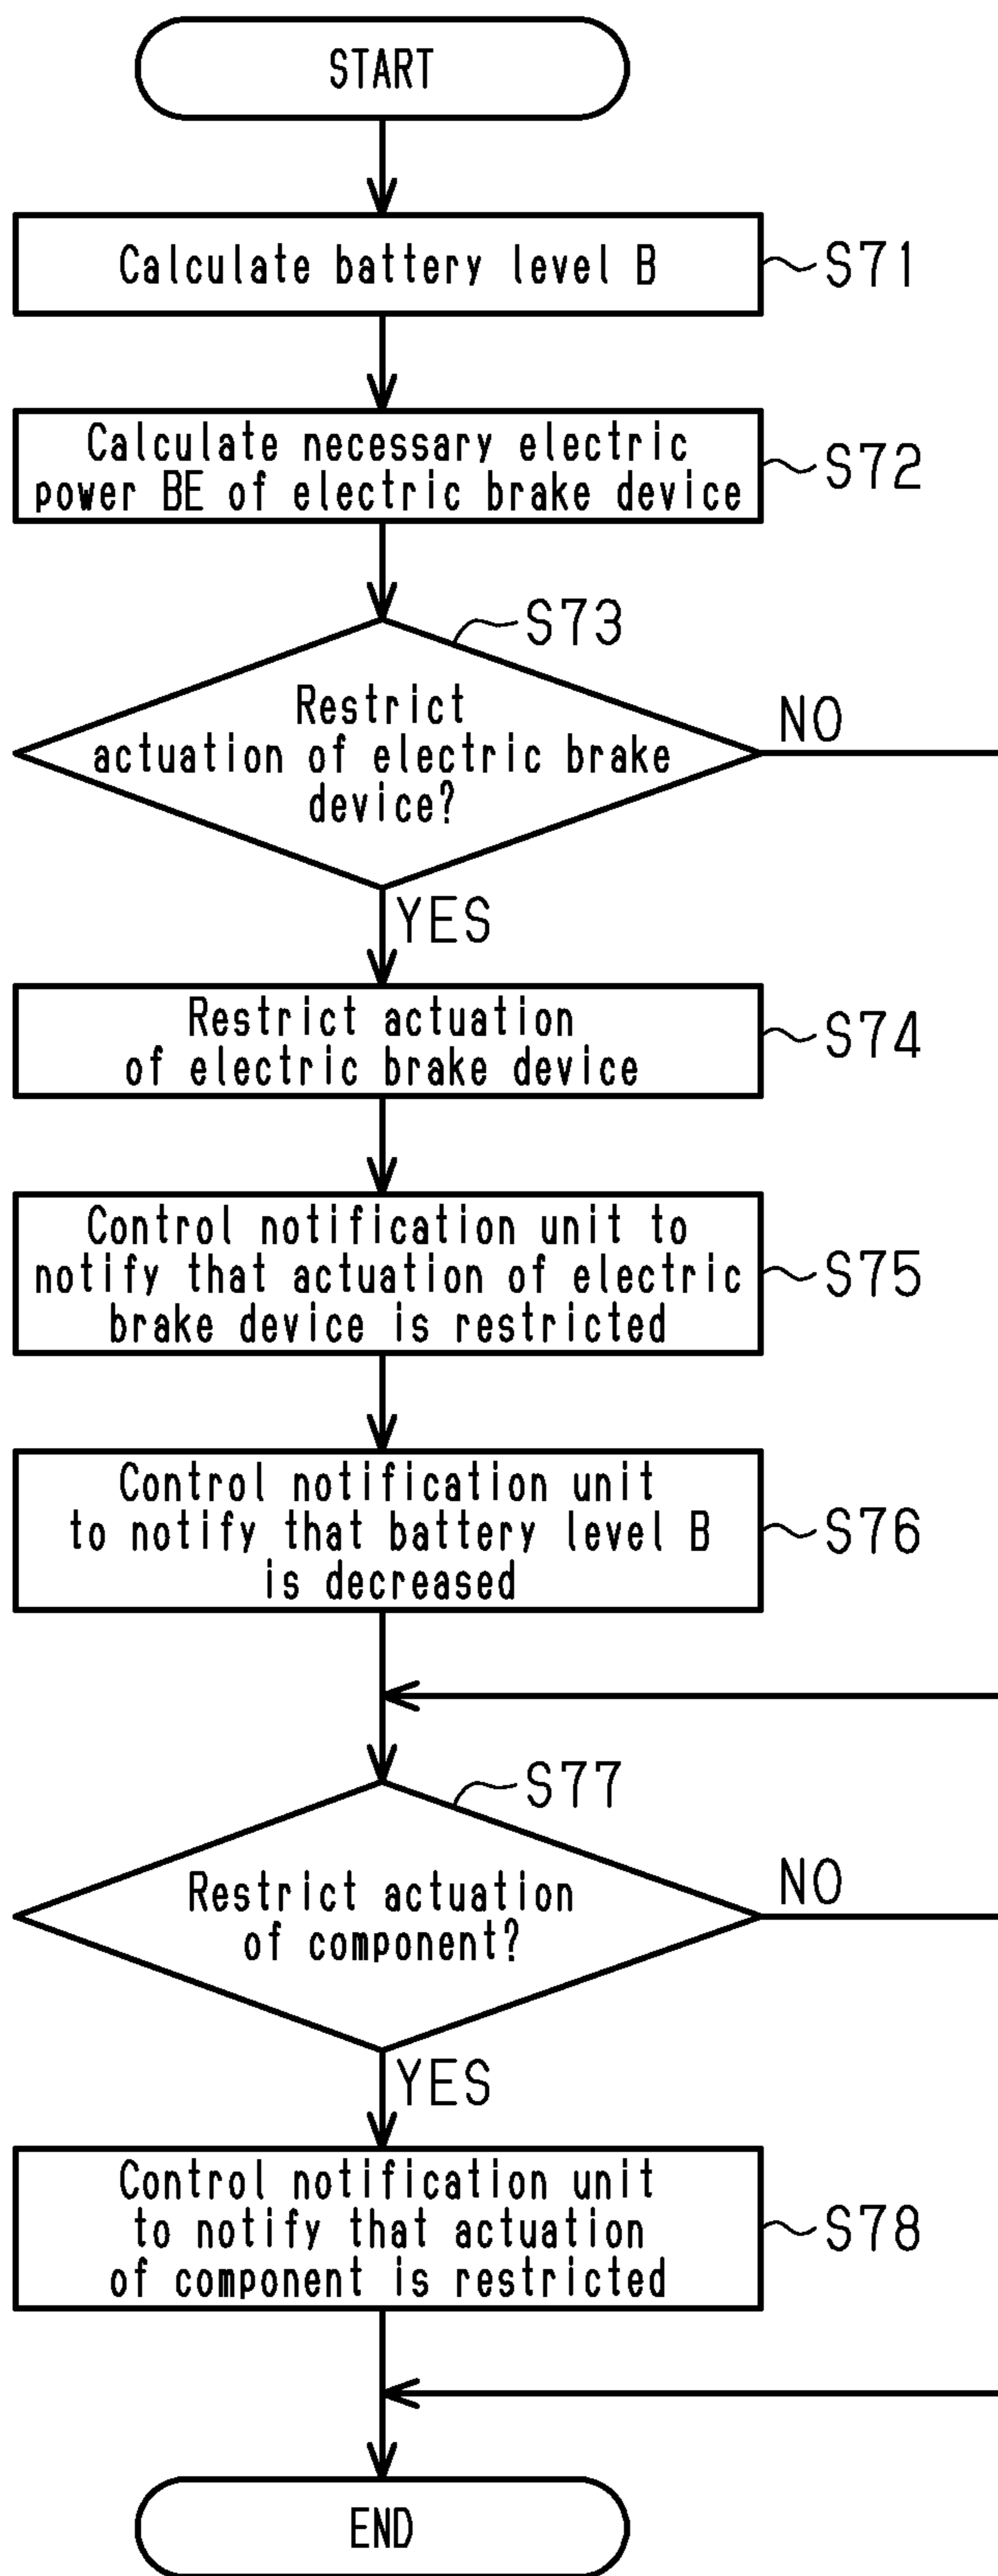 START
Calculate battery level B
S71
Calculate necessary electric
power BE of electric brake device
S72
S73
Restrict
actuation of electric brake
device?
NO
YES
Restrict actuation
of electric brake device
S74
Control notification unit to
notify that actuation of electric
brake device is restricted
S75
Control notification unit
to notify that battery level B
is decreased
S76
S77
Restrict actuation
of component?
NO
YES
Control notification unit
to notify that actuation
of component is restricted
S78
END